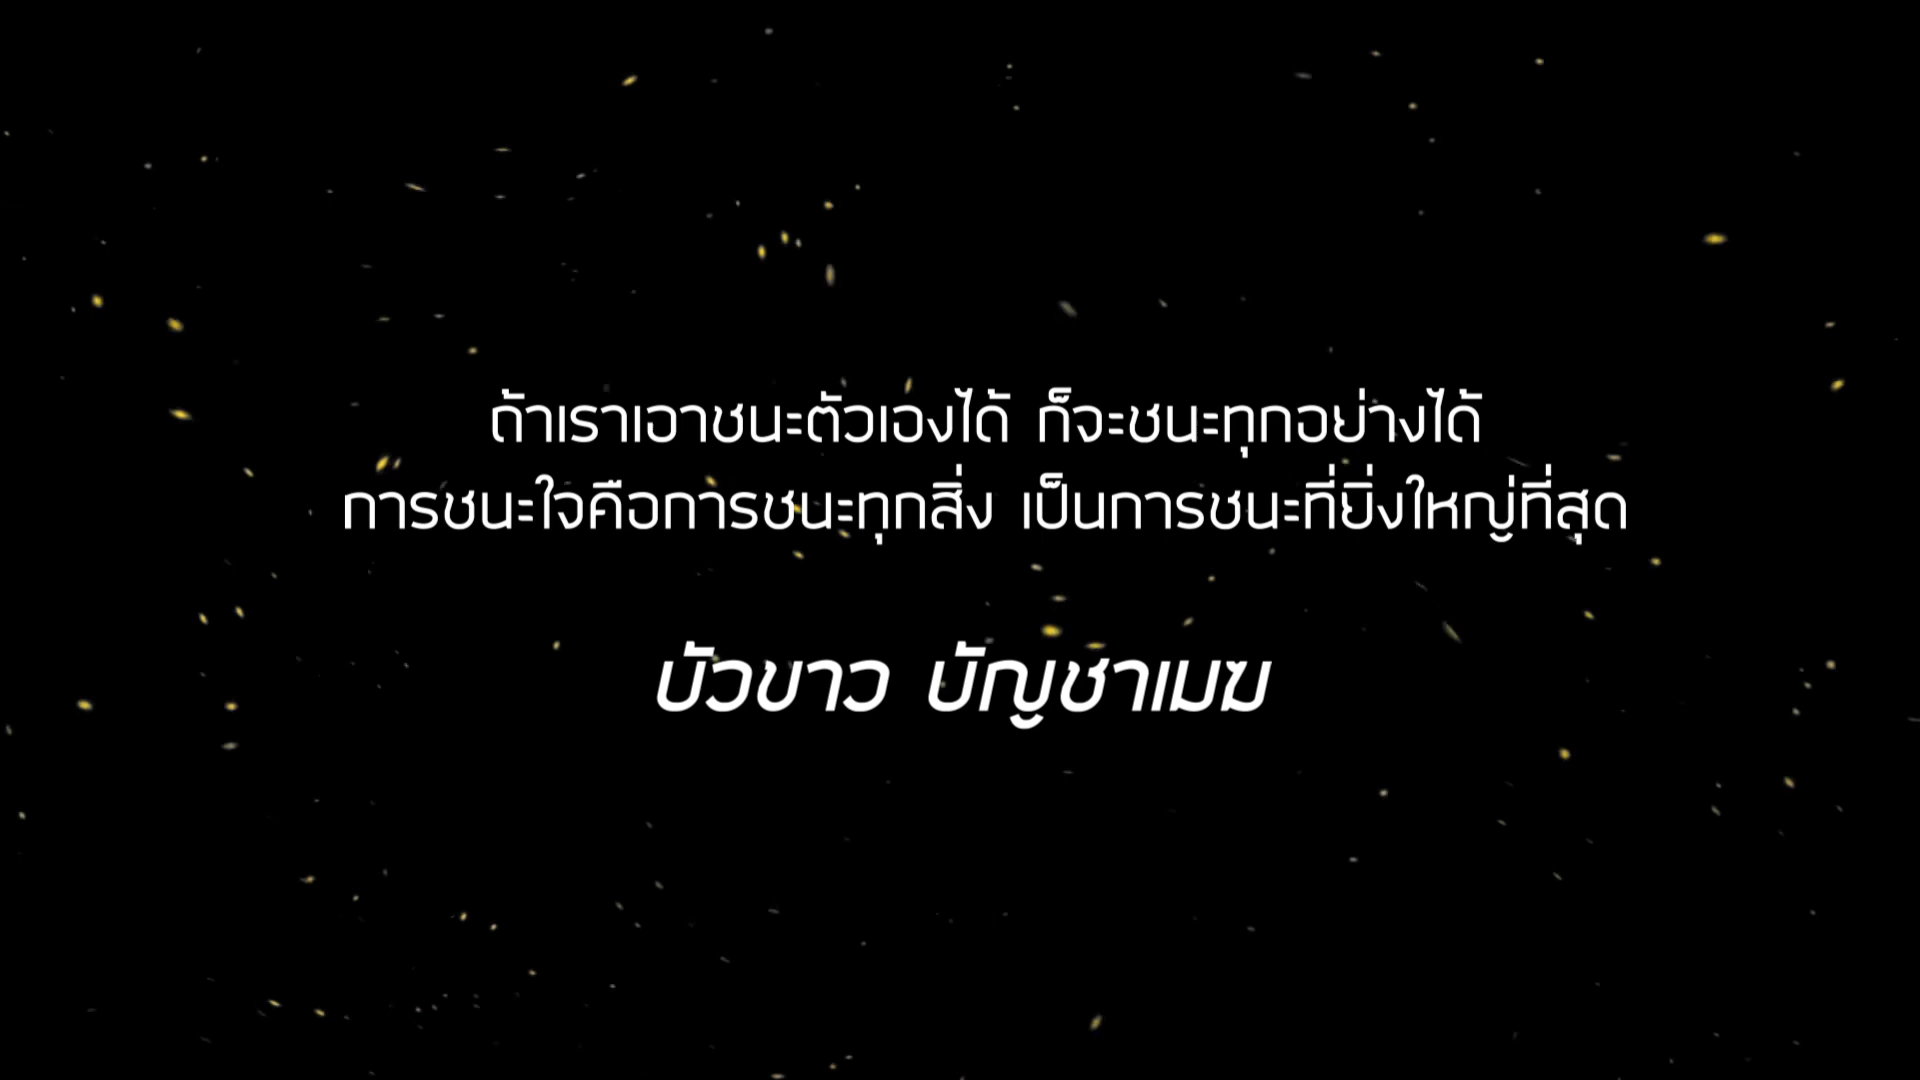 ถ้าเราเอาชนะตัวเองได้ ก็จะชนะทุกอย่างได้
การชนะใจคือการชนะทุกสิ่ง เป็นการชนะที่ยิ่งใหญ่ที่สุด
บัวขาว บัญชาเมฆ